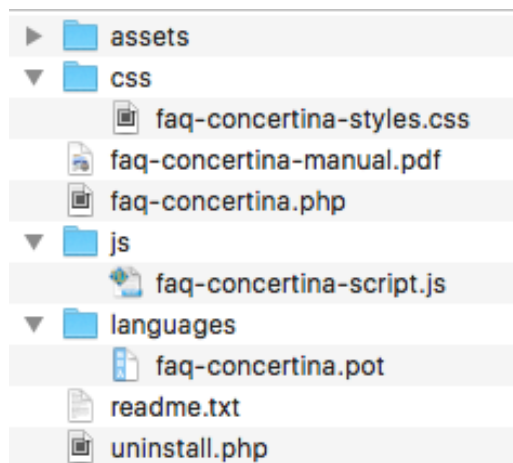 assets
css
faq-concertina-styles.css
faq-concertina-manual.pdf
faq-concertina.php
js
faq-concertina-script.js
languages
faq-concertina.pot
readme.txt
uninstall.php